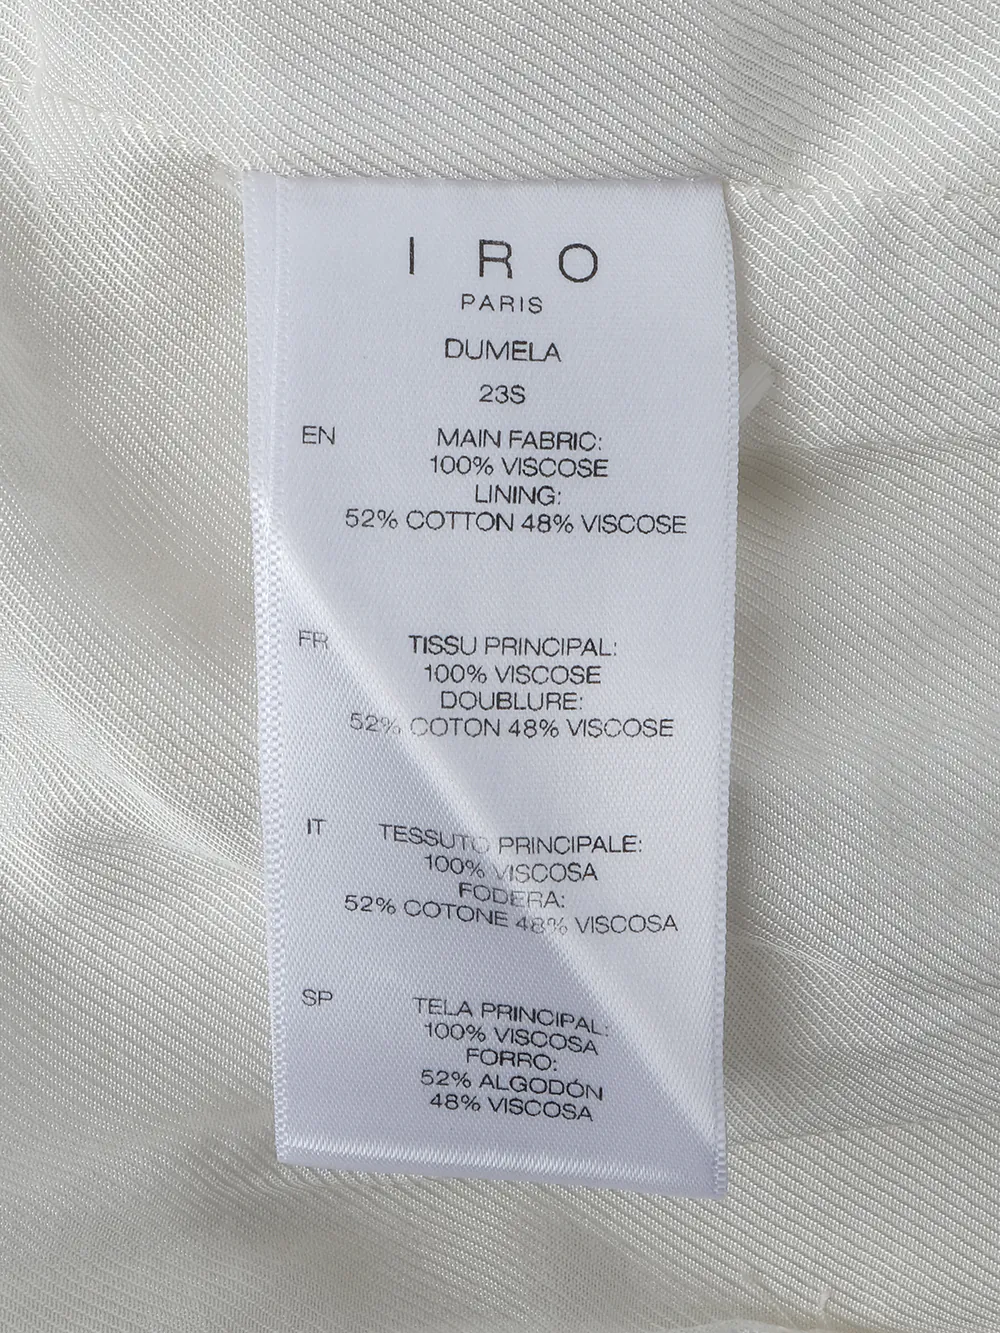 IRO
PARIS
DUMELA
23S
EN
MAIN FABRIC:
100% VISCOSE
LINING:
52% COTTON 48% VISCOSE
FR
TISSU PRINCIPAL:
100% VISCOSE
DOUBLURE:
52% COTON 48% VISCOSE
IT
TESSUTO PRINCIPALE:
100% VISCOSA
FODERA:
52% COTONE 48% VISCOSA
SP
TELA PRINCIPAL:
100% VISCOSA
FORRO:
52% ALGODÓN
48% VISCOSA